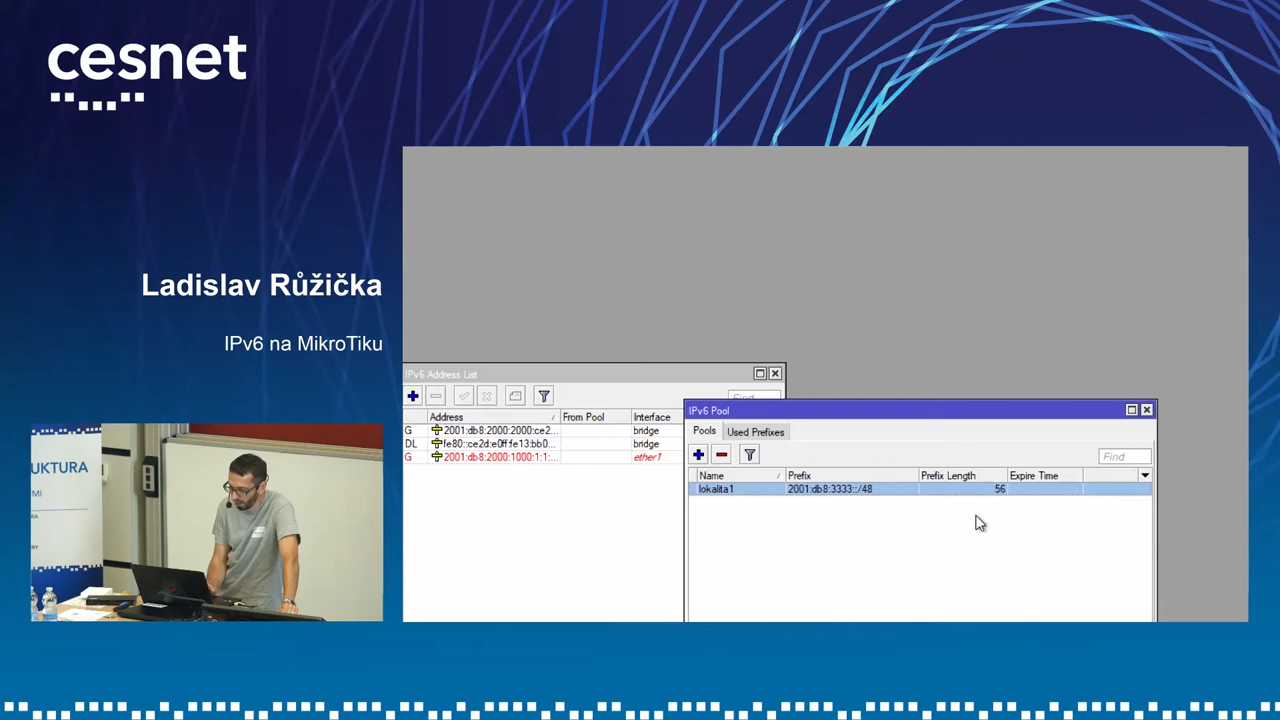 cesnet
Ladislav Růžička
IPv6 na MikroTiku
UKTURA
IPv6 Address List
Find
Address / From Pool Interface
G 2001:db8:2000:2000:ce2... bridge
DL fe80::ce2d:e0ff:fe13:bb0... bridge
G 2001:db8:2000:1000:1:1:... ether1
IPv6 Pool
Pools Used Prefixes
Find
Name / Prefix Prefix Length Expire Time
lokalita1 2001:db8:3333::/48 56